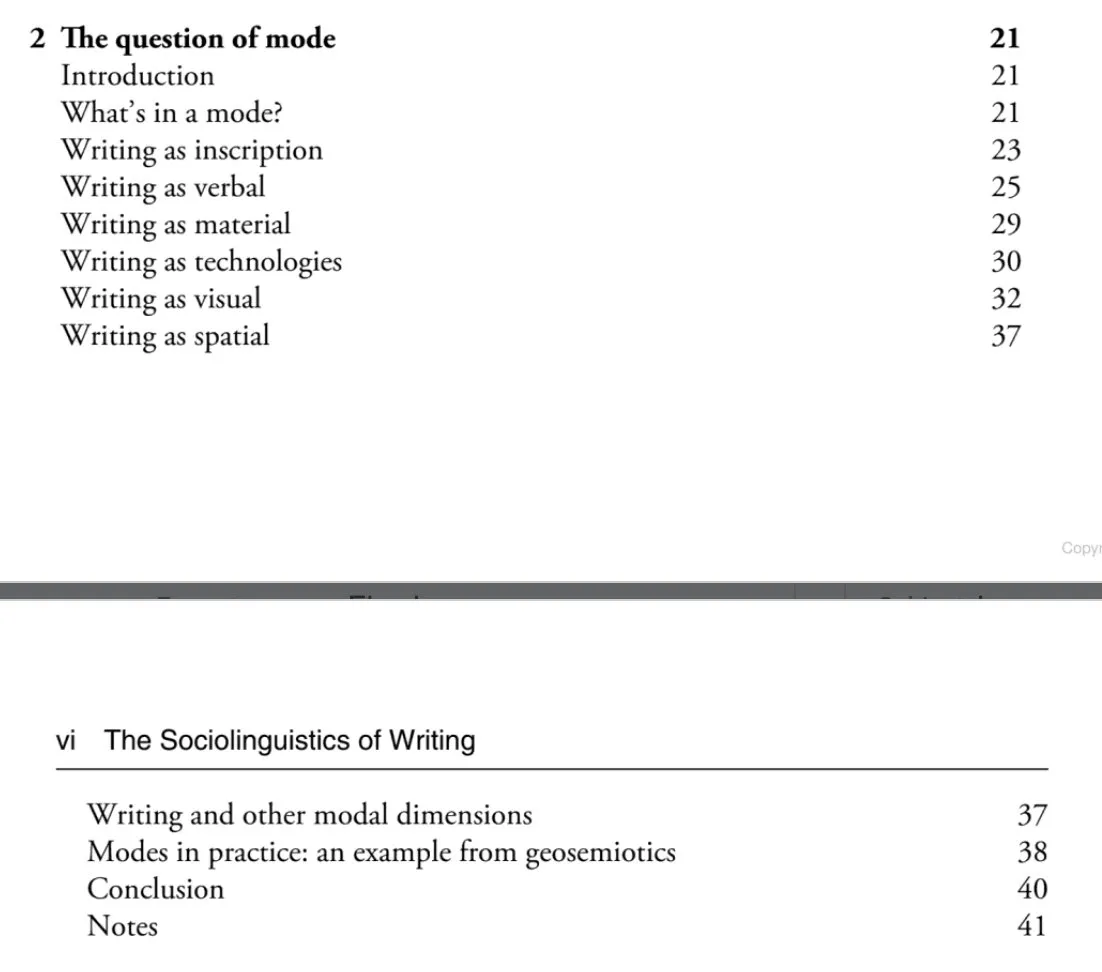 2 The question of mode 21
Introduction 21
What’s in a mode? 21
Writing as inscription 23
Writing as verbal 25
Writing as material 29
Writing as technologies 30
Writing as visual 32
Writing as spatial 37
vi The Sociolinguistics of Writing
Writing and other modal dimensions 37
Modes in practice: an example from geosemiotics 38
Conclusion 40
Notes 41